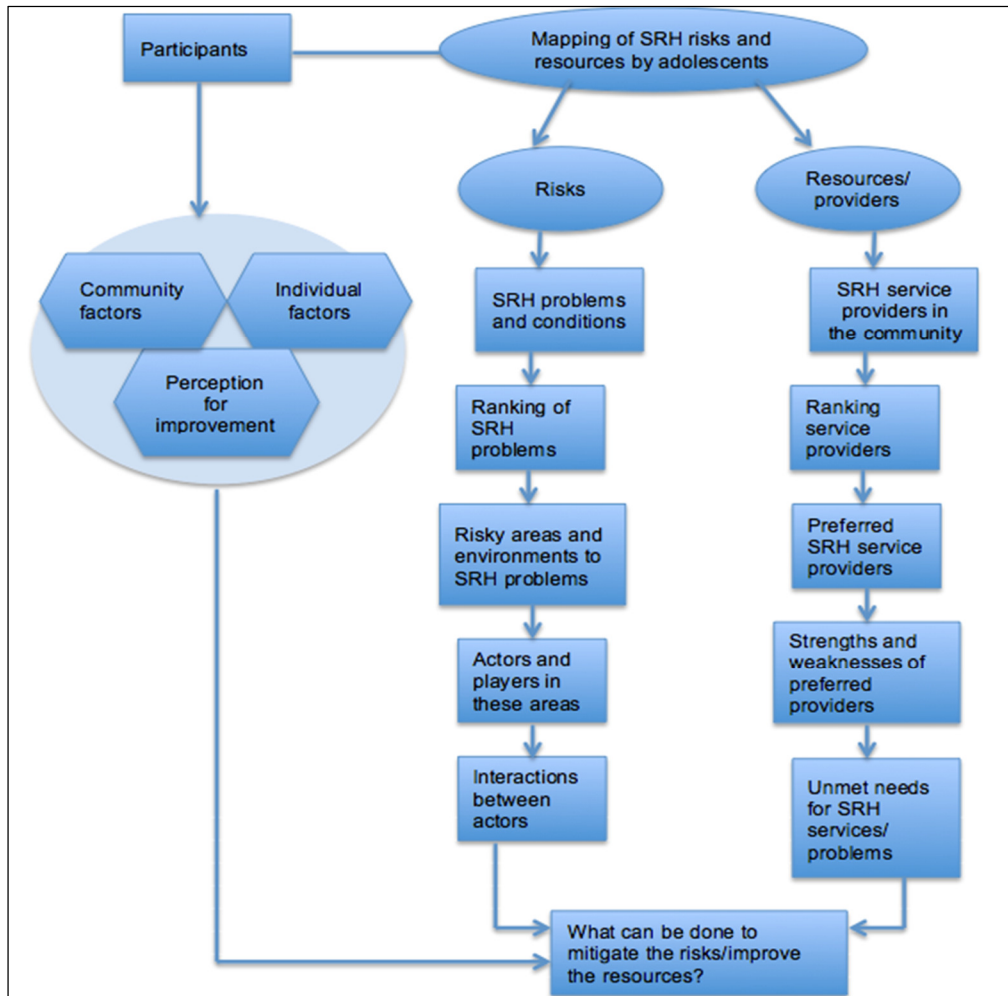 Participants
Mapping of SRH risks and
resources by adolescents
Risks
Resources/
providers
Community
factors
Individual
factors
Perception
for
improvement
SRH problems
and conditions
SRH service
providers in
the community
Ranking of
SRH
problems
Ranking
service
providers
Risky areas and
environments to
SRH problems
Preferred
SRH service
providers
Actors and
players in
these areas
Strengths and
weaknesses of
preferred
providers
Interactions
between
actors
Unmet needs
for SRH
services/
problems
What can be done to
mitigate the risks/improve
the resources?